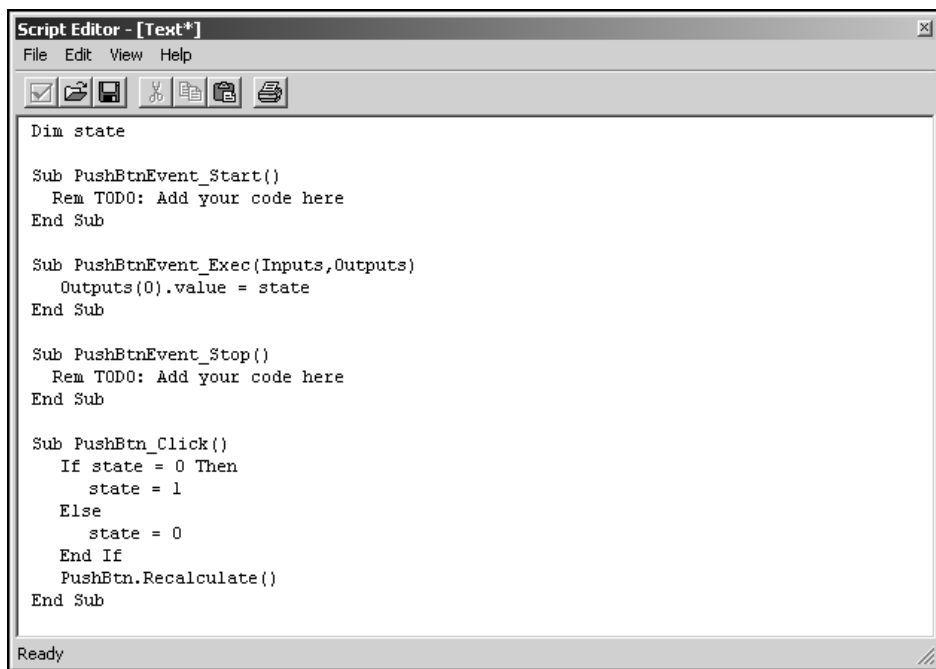 Script Editor - [Text*]
File Edit View Help
Dim state
Sub PushBtnEvent_Start()
Rem TODO: Add your code here
End Sub
Sub PushBtnEvent_Exec(Inputs,Outputs)
Outputs(0).value = state
End Sub
Sub PushBtnEvent_Stop()
Rem TODO: Add your code here
End Sub
Sub PushBtn_Click()
If state = 0 Then
state = 1
Else
state = 0
End If
PushBtn.Recalculate()
End Sub
Ready